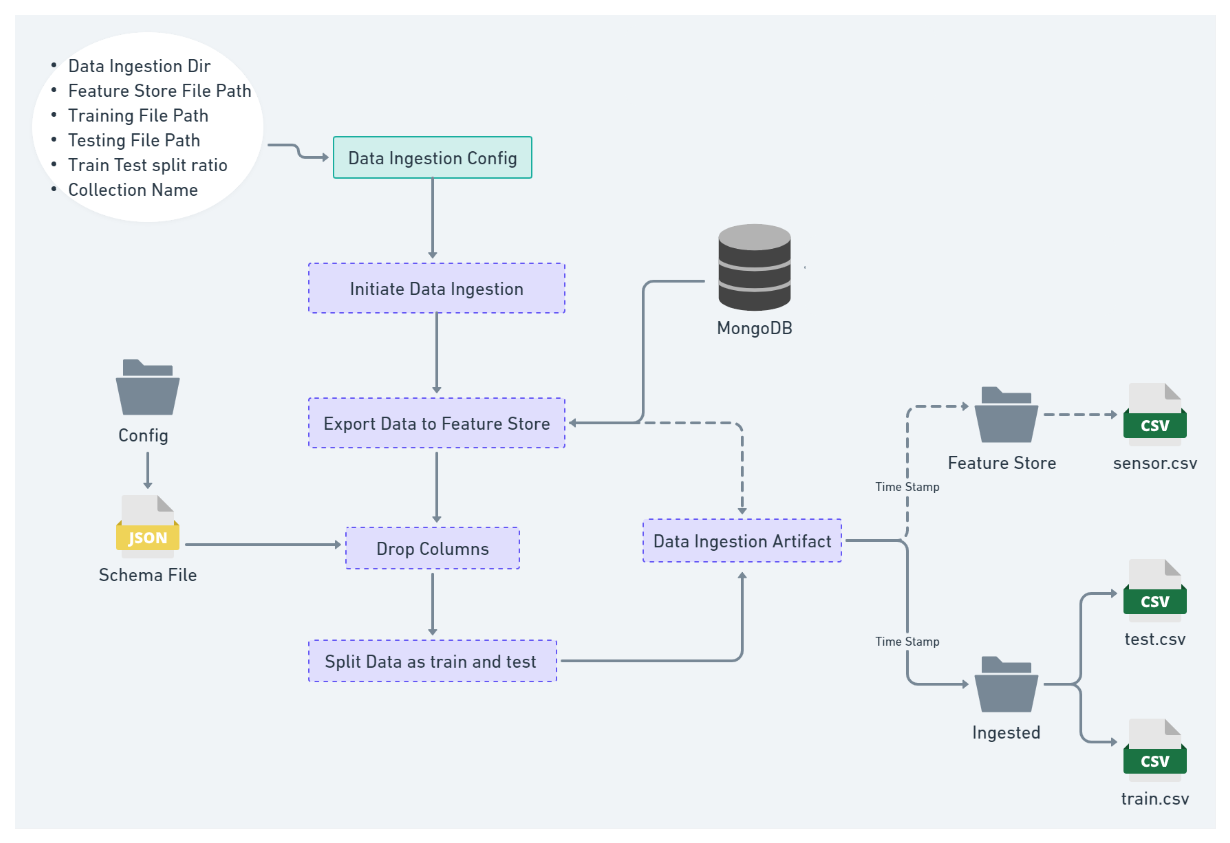 • Data Ingestion Dir
• Feature Store File Path
• Training File Path
• Testing File Path
• Train Test split ratio
• Collection Name
Data Ingestion Config
Initiate Data Ingestion
MongoDB
Config
Export Data to Feature Store
Feature Store
CSV
sensor.csv
Time Stamp
JSON
Schema File
Drop Columns
Data Ingestion Artifact
CSV
test.csv
Time Stamp
Split Data as train and test
Ingested
CSV
train.csv